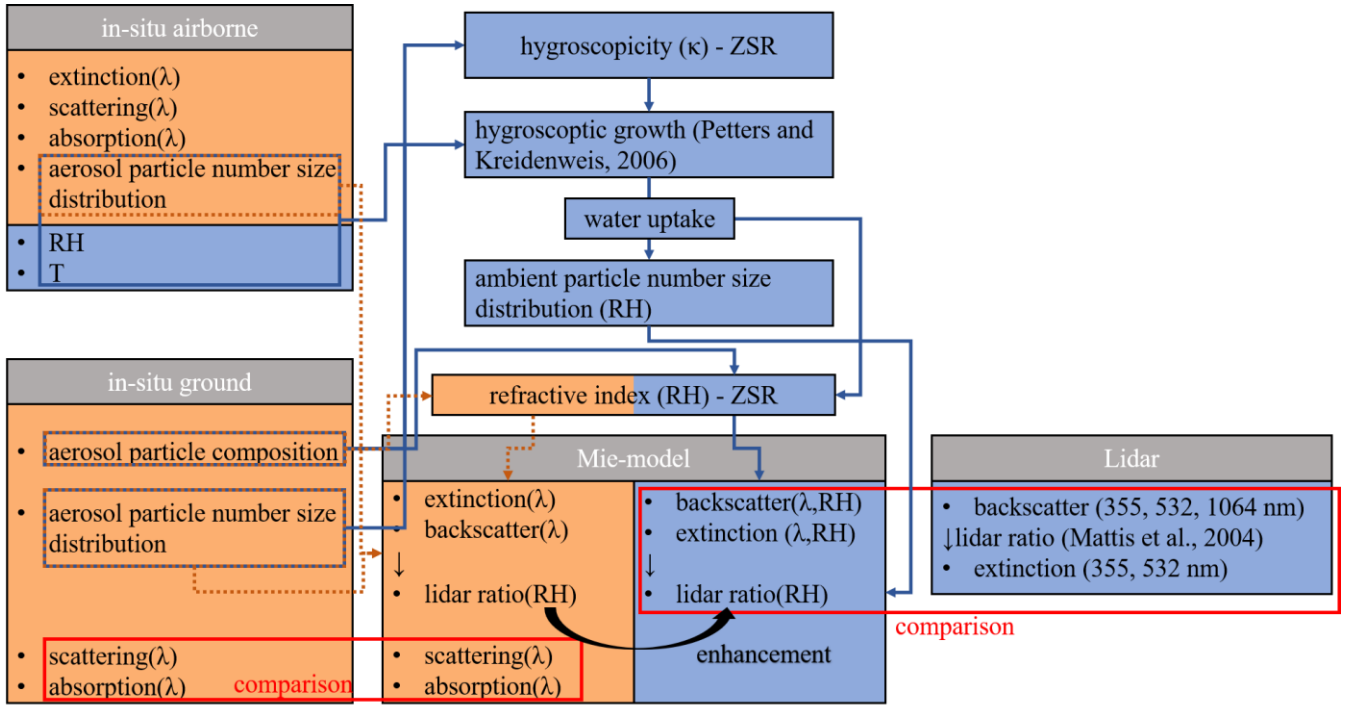 in-situ airborne
• extinction(λ)
• scattering(λ)
• absorption(λ)
• aerosol particle number size
distribution
• RH
• T
hygroscopicity (κ) - ZSR
hygroscoptic growth (Petters and
Kreidenweis, 2006)
water uptake
ambient particle number size
distribution (RH)
refractive index (RH) - ZSR
in-situ ground
• aerosol particle composition
• aerosol particle number size
distribution
• scattering(λ)
• absorption(λ)
comparison
Mie-model
• extinction(λ)
• backscatter(λ)
↓
• lidar ratio(RH)
• scattering(λ)
• absorption(λ)
• backscatter(λ,RH)
• extinction (λ,RH)
↓
• lidar ratio(RH)
enhancement
Lidar
• backscatter (355, 532, 1064 nm)
↓lidar ratio (Mattis et al., 2004)
• extinction (355, 532 nm)
comparison